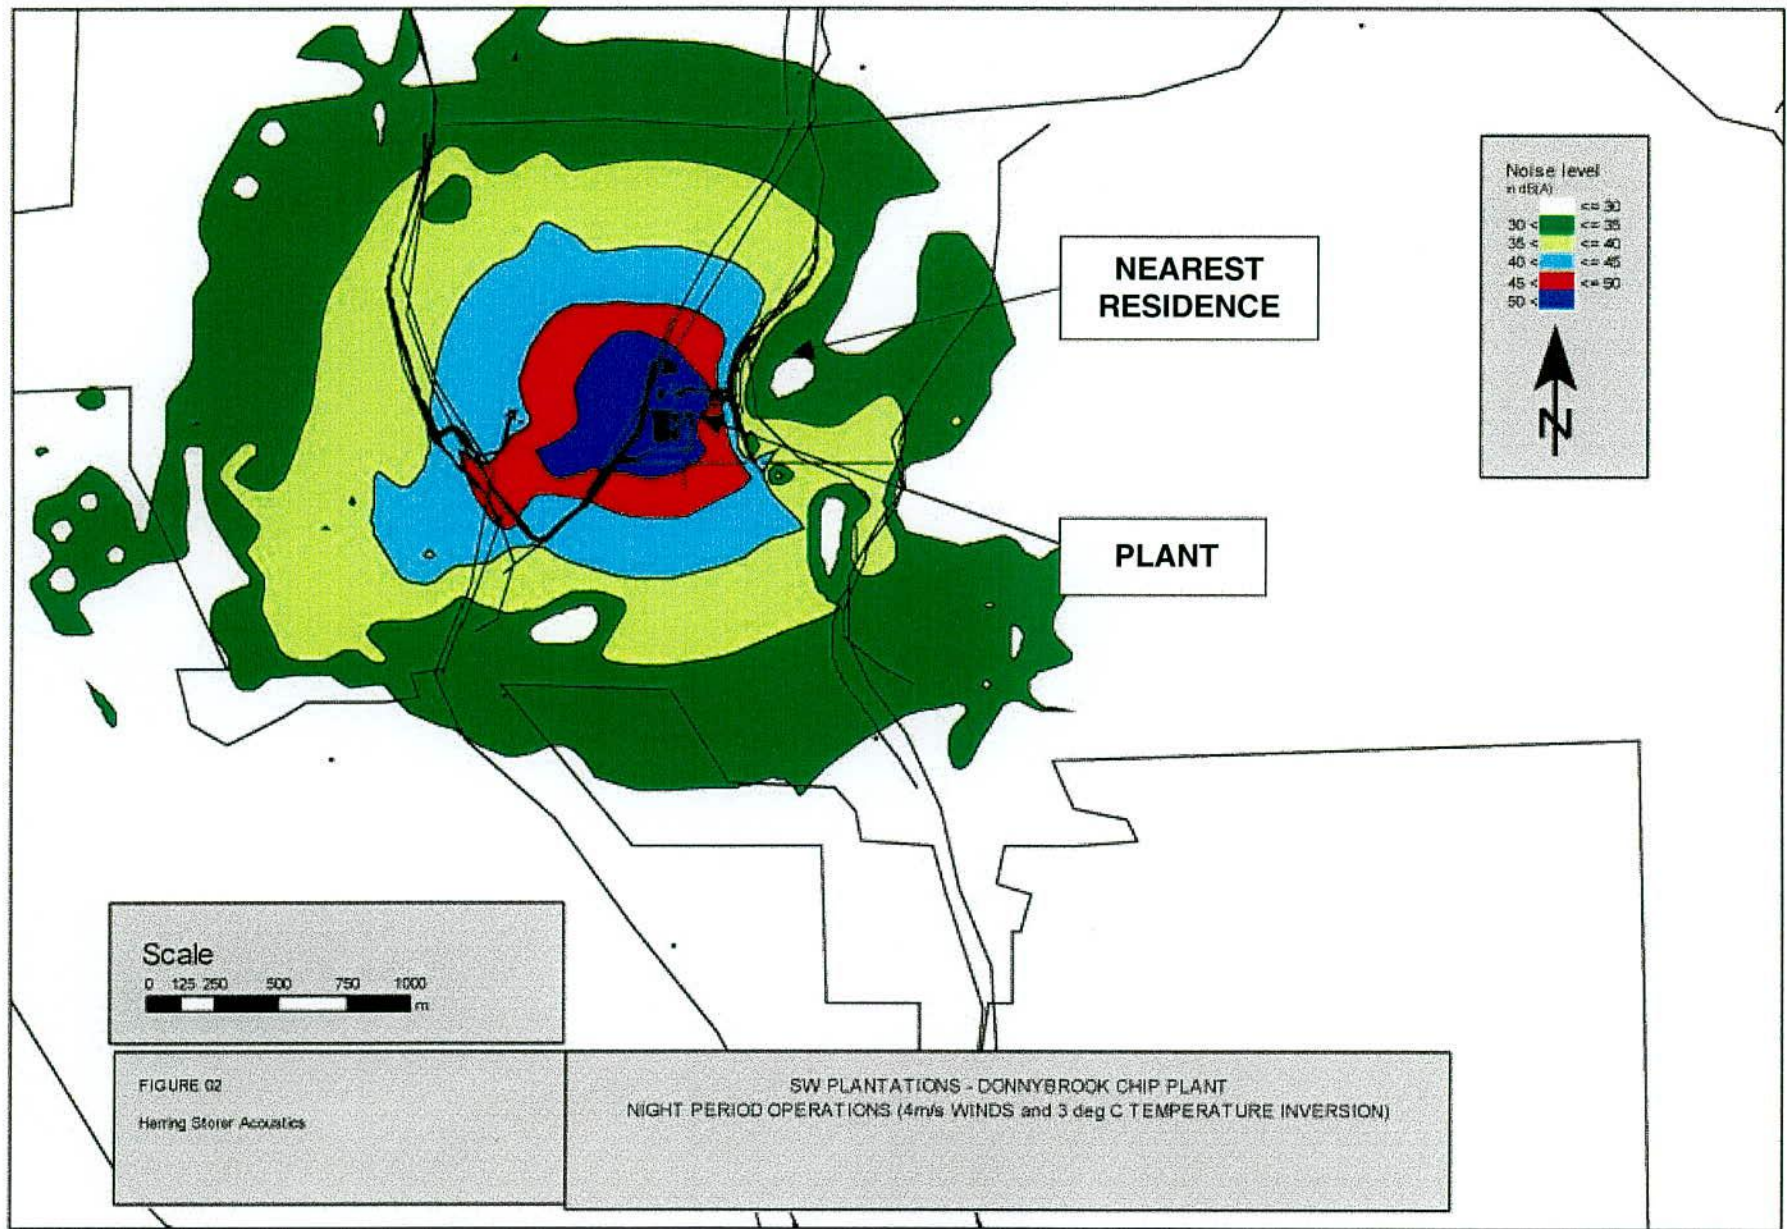 Noise level
in dB(A)
<= 30
30 < <= 35
35 < <= 40
40 < <= 45
45 < <= 50
50 <
N
NEAREST
RESIDENCE
PLANT
Scale
0 125 250 500 750 1000
m
FIGURE 02
Herring Storer Acoustics
SW PLANTATIONS - DONNYBROOK CHIP PLANT
NIGHT PERIOD OPERATIONS (4m/s WINDS and 3 deg C TEMPERATURE INVERSION)